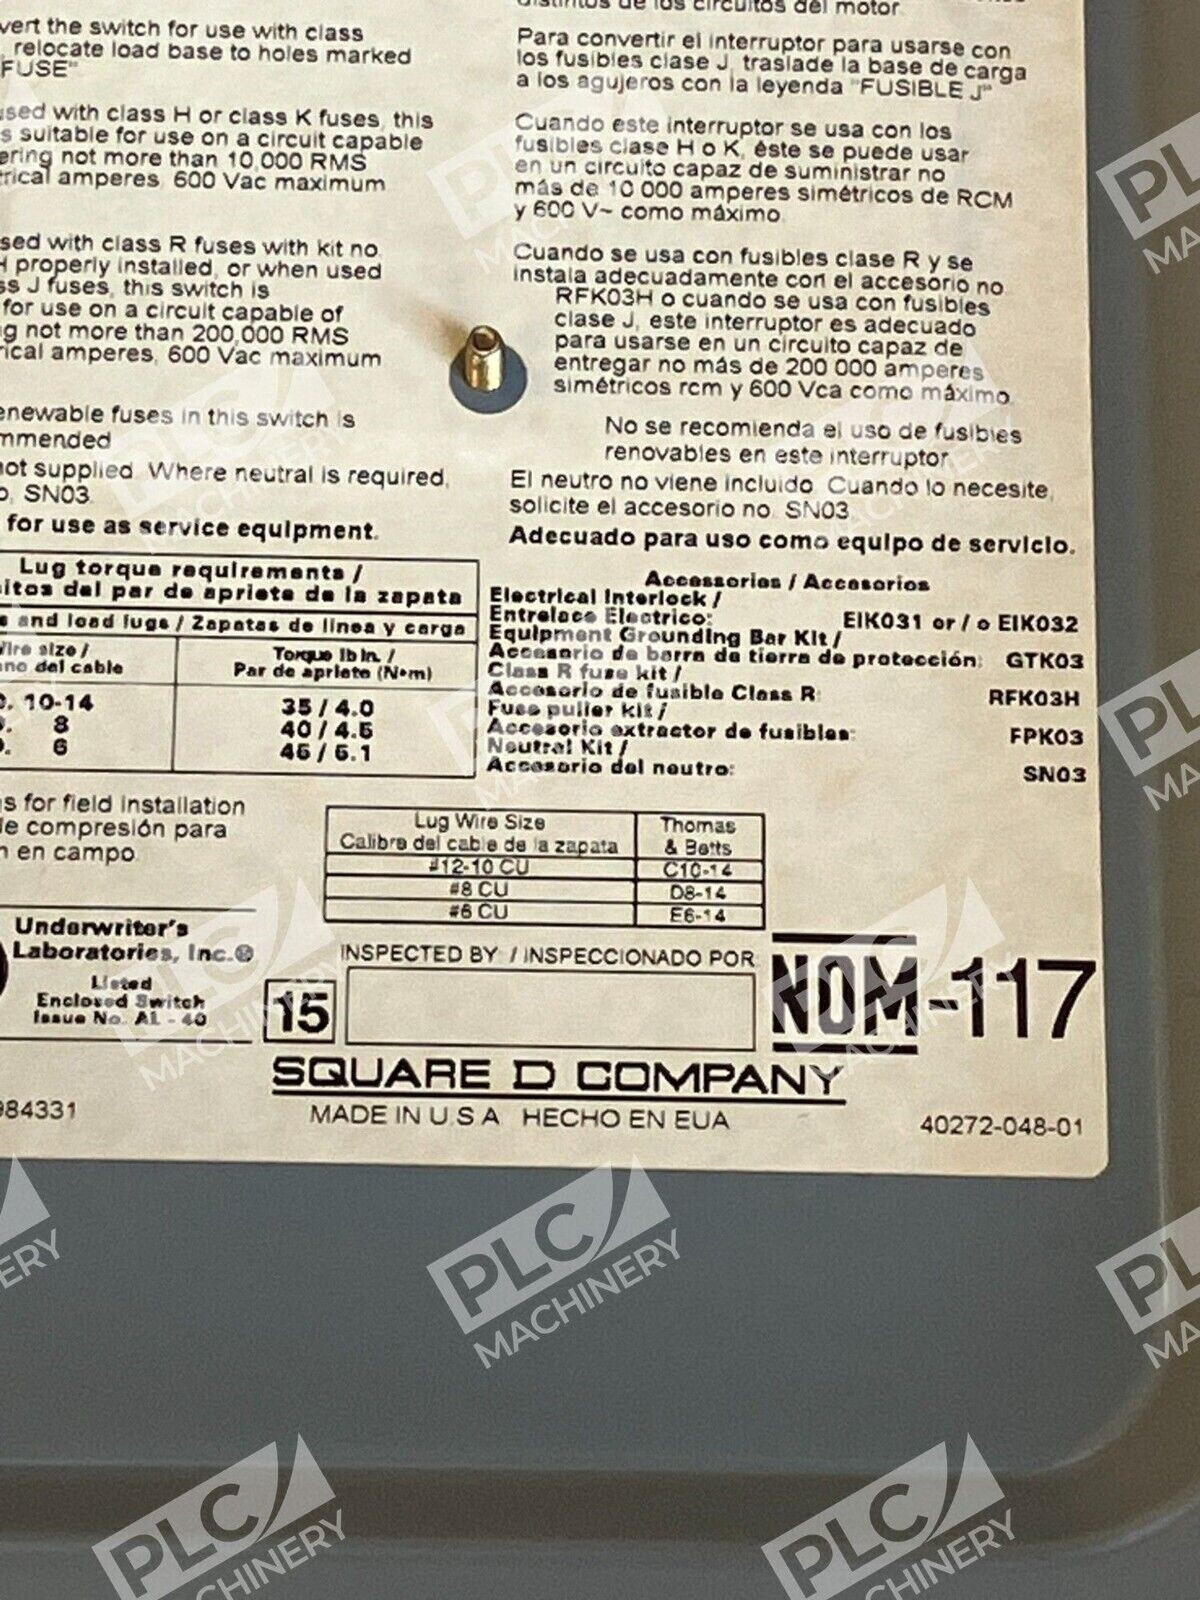 vert the switch for use with class
relocate load base to holes marked
FUSE"
used with class H or class K fuses, this
s suitable for use on a circuit capable
ering not more than 10,000 RMS
trical amperes, 600 Vac maximum
sed with class R fuses with kit no.
H properly installed, or when used
ss J fuses, this switch is
for use on a circuit capable of
ng not more than 200,000 RMS
rical amperes, 600 Vac maximum
enewable fuses in this switch is
mmended
not supplied. Where neutral is required,
o. SN03.
for use as service equipment.
distintos de los circuitos del motor.
Para convertir el interruptor para usarse con
los fusibles clase J, traslade la base de carga
a los agujeros con la leyenda "FUSIBLE J"
Cuando este interruptor se usa con los
fusibles clase H o K, éste se puede usar
en un circuito capaz de suministrar no
más de 10 000 amperes simétricos de RCM
y 600 V~ como máximo.
Cuando se usa con fusibles clase R y se
instala adecuadamente con el accesorio no.
RFK03H o cuando se usa con fusibles
clase J, este interruptor es adecuado
para usarse en un circuito capaz de
entregar no más de 200 000 amperes
simétricos rcm y 600 Vca como máximo.
No se recomienda el uso de fusibles
renovables en este interruptor.
El neutro no viene incluido. Cuando lo necesite,
solicite el accesorio no. SN03.
Adecuado para uso como equipo de servicio.
Lug torque requirements /
itos del par de apriete de la zapata
s and load lugs / Zapatas de línea y carga
Wire size /
ano del cable
Torque lb in. /
Par de apriete (N•m)
10-14 35 / 4.0
8 40 / 4.5
6 45 / 5.1
Accessories / Accesorios
Electrical Interlock /
Entrelace Electrico: EIK031 or / o EIK032
Equipment Grounding Bar Kit /
Accesorio de barra de tierra de protección: GTK03
Class R fuse kit /
Accesorio de fusible Class R: RFK03H
Fuse puller kit /
Accesorio extractor de fusibles: FPK03
Neutral Kit /
Accesorio del neutro: SN03
s for field installation
de compresión para
n en campo.
Lug Wire Size
Calibre del cable de la zapata
Thomas
& Betts
#12-10 CU C10-14
#8 CU D8-14
#6 CU E6-14
Underwriter's
Laboratories, Inc.®
Listed
Enclosed Switch
Issue No. AL - 40
15
INSPECTED BY: / INSPECCIONADO POR:
NOM-117
SQUARE D COMPANY
MADE IN U.S.A. HECHO EN EUA
984331
40272-048-01
PLC
MACHINERY